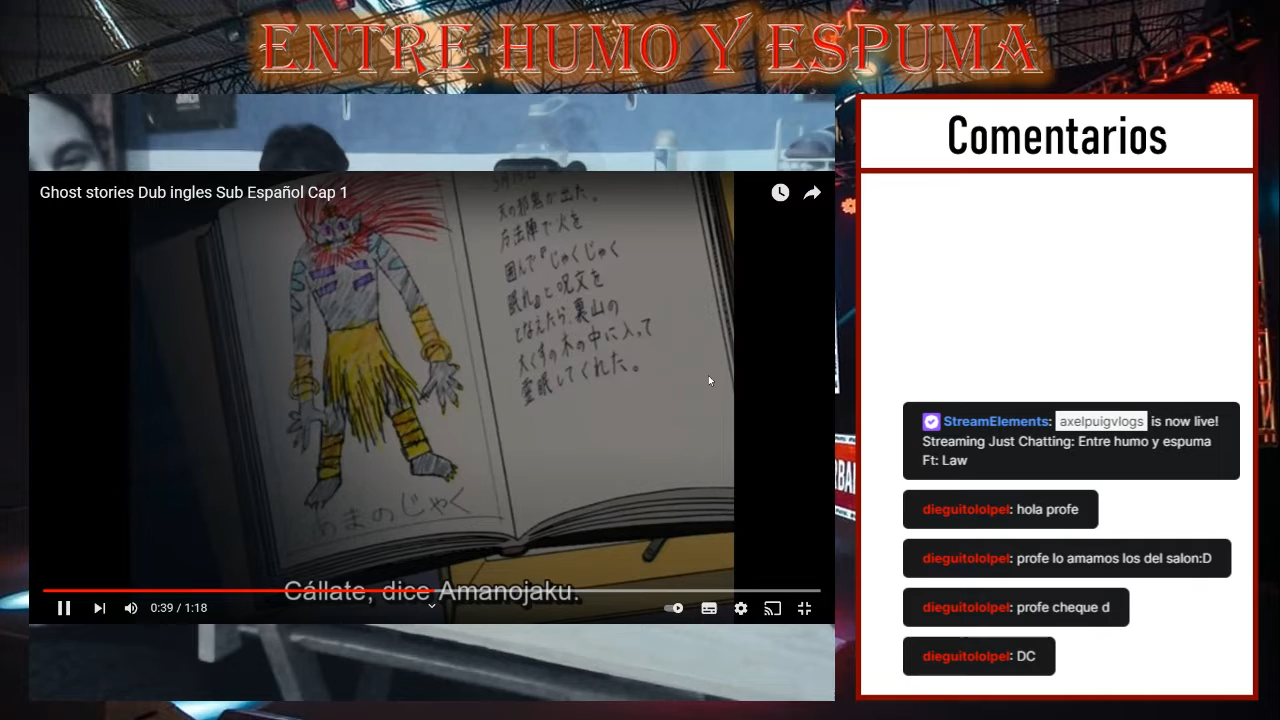 ENTRE HUMO Y ESPUMA
Ghost stories Dub ingles Sub Español Cap 1
天の邪鬼が出た。
方法陣で火を
囲んで『じゃくじゃく
眠れ』と呪文を
となえたら、裏山の
大くすの木の中に入って
霊眠してくれた。
あまのじゃく
Cállate, dice Amanojaku.
0:39 / 1:18
Comentarios
StreamElements: axelpuigvlogs is now live!
Streaming Just Chatting: Entre humo y espuma
Ft: Law
dieguitololpel: hola profe
dieguitololpel: profe lo amamos los del salon:D
dieguitololpel: profe cheque d
dieguitololpel: DC